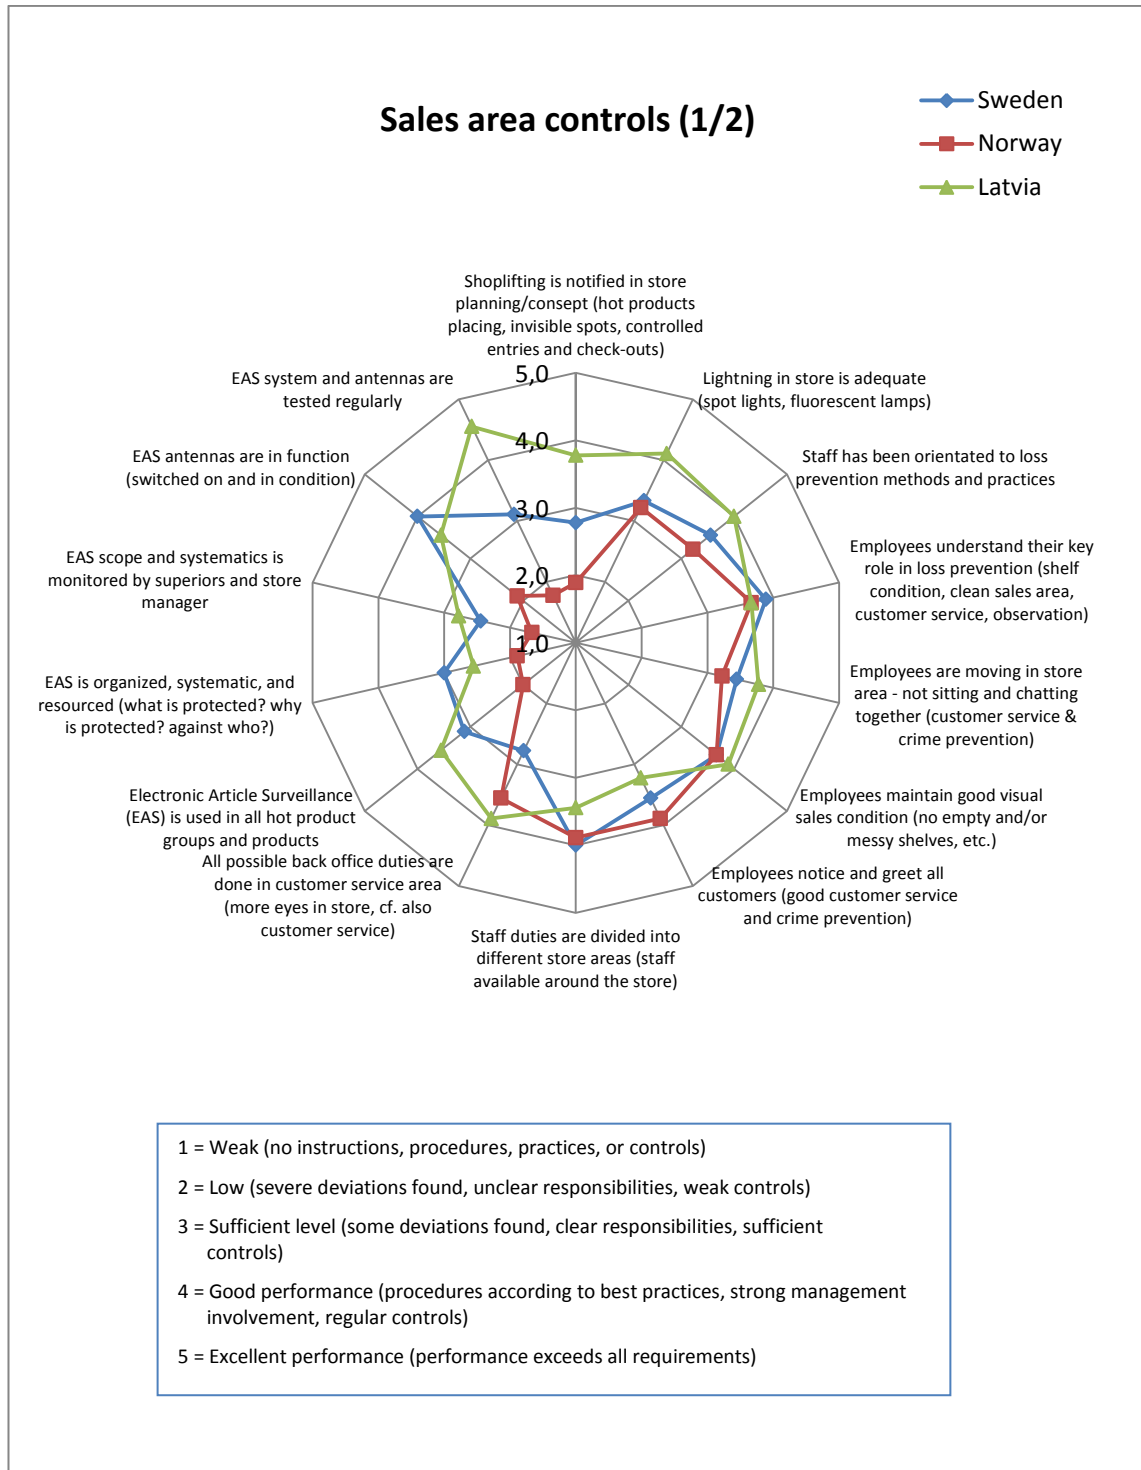 Sales area controls (1/2)
Sweden
Norway
Latvia
Shoplifting is notified in store
planning/consept (hot products
placing, invisible spots, controlled
entries and check-outs)
Lightning in store is adequate
(spot lights, fluorescent lamps)
Staff has been orientated to loss
prevention methods and practices
Employees understand their key
role in loss prevention (shelf
condition, clean sales area,
customer service, observation)
Employees are moving in store
area - not sitting and chatting
together (customer service &
crime prevention)
Employees maintain good visual
sales condition (no empty and/or
messy shelves, etc.)
Employees notice and greet all
customers (good customer service
and crime prevention)
Staff duties are divided into
different store areas (staff
available around the store)
All possible back office duties are
done in customer service area
(more eyes in store, cf. also
customer service)
Electronic Article Surveillance
(EAS) is used in all hot product
groups and products
EAS is organized, systematic, and
resourced (what is protected? why
is protected? against who?)
EAS scope and systematics is
monitored by superiors and store
manager
EAS antennas are in function
(switched on and in condition)
EAS system and antennas are
tested regularly
5,0
4,0
3,0
2,0
1,0
1 = Weak (no instructions, procedures, practices, or controls)
2 = Low (severe deviations found, unclear responsibilities, weak controls)
3 = Sufficient level (some deviations found, clear responsibilities, sufficient
controls)
4 = Good performance (procedures according to best practices, strong management
involvement, regular controls)
5 = Excellent performance (performance exceeds all requirements)